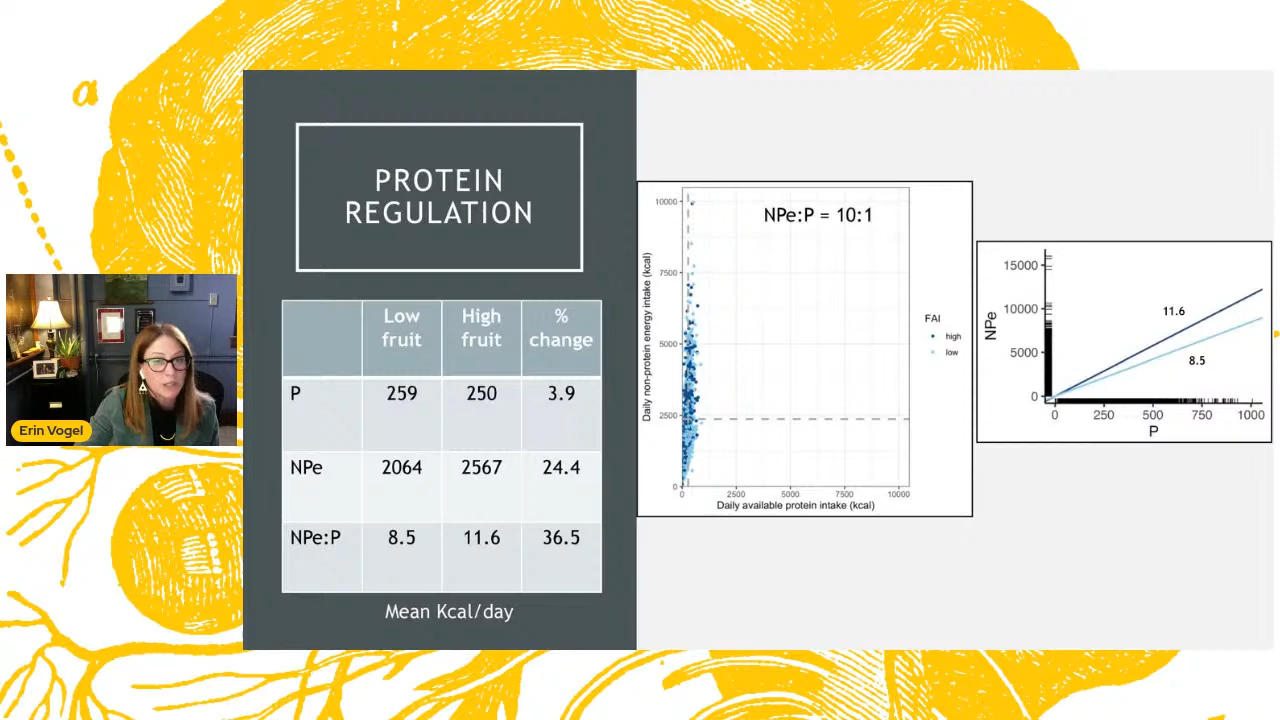 a
PROTEIN
REGULATION
Low fruit
High fruit
% change
P 259 250 3.9
NPe 2064 2567 24.4
NPe:P 8.5 11.6 36.5
Mean Kcal/day
Erin Vogel
NPe:P = 10:1
Daily non-protein energy intake (kcal)
10000
7500
5000
2500
0
0 2500 5000 7500 10000
Daily available protein intake (kcal)
FAI
high
low
NPe
15000
10000
5000
0
11.6
8.5
0 250 500 750 1000
P